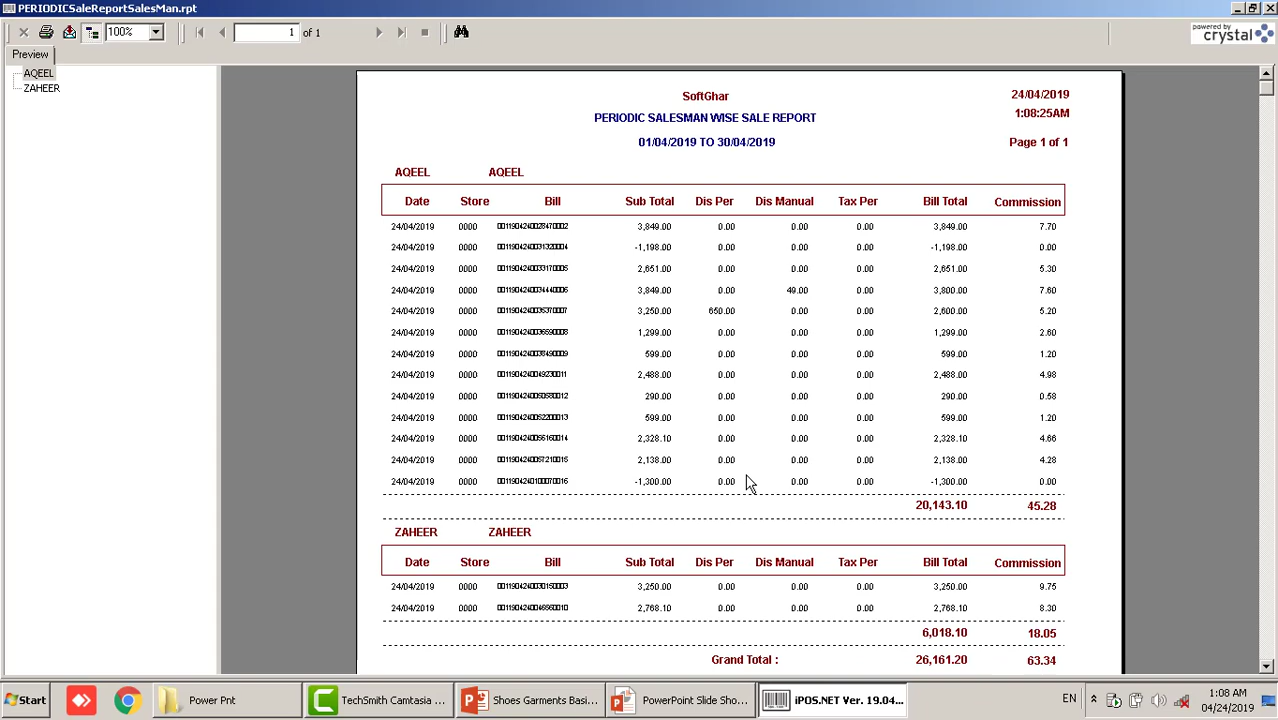 PERIODICSaleReportSalesMan.rpt
100% 1 of 1
powered by crystal
Preview
AQEEL
ZAHEER
SoftGhar 24/04/2019
PERIODIC SALESMAN WISE SALE REPORT 1:08:25AM
01/04/2019 TO 30/04/2019 Page 1 of 1
AQEEL AQEEL
Date Store Bill Sub Total Dis Per Dis Manual Tax Per Bill Total Commission
24/04/2019 0000 3,849.00 0.00 0.00 0.00 3,849.00 7.70
24/04/2019 0000 -1,198.00 0.00 0.00 0.00 -1,198.00 0.00
24/04/2019 0000 2,651.00 0.00 0.00 0.00 2,651.00 5.30
24/04/2019 0000 3,849.00 0.00 49.00 0.00 3,800.00 7.60
24/04/2019 0000 3,250.00 650.00 0.00 0.00 2,600.00 5.20
24/04/2019 0000 1,299.00 0.00 0.00 0.00 1,299.00 2.60
24/04/2019 0000 599.00 0.00 0.00 0.00 599.00 1.20
24/04/2019 0000 2,488.00 0.00 0.00 0.00 2,488.00 4.98
24/04/2019 0000 290.00 0.00 0.00 0.00 290.00 0.58
24/04/2019 0000 599.00 0.00 0.00 0.00 599.00 1.20
24/04/2019 0000 2,328.10 0.00 0.00 0.00 2,328.10 4.66
24/04/2019 0000 2,138.00 0.00 0.00 0.00 2,138.00 4.28
24/04/2019 0000 -1,300.00 0.00 0.00 0.00 -1,300.00 0.00
20,143.10 45.28
ZAHEER ZAHEER
Date Store Bill Sub Total Dis Per Dis Manual Tax Per Bill Total Commission
24/04/2019 0000 3,250.00 0.00 0.00 0.00 3,250.00 9.75
24/04/2019 0000 2,768.10 0.00 0.00 0.00 2,768.10 8.30
6,018.10 18.05
Grand Total : 26,161.20 63.34
Start Power Pnt TechSmith Camtasia ... Shoes Garments Basi... PowerPoint Slide Sho... iPOS.NET Ver. 19.04... EN 1:08 AM
04/24/2019